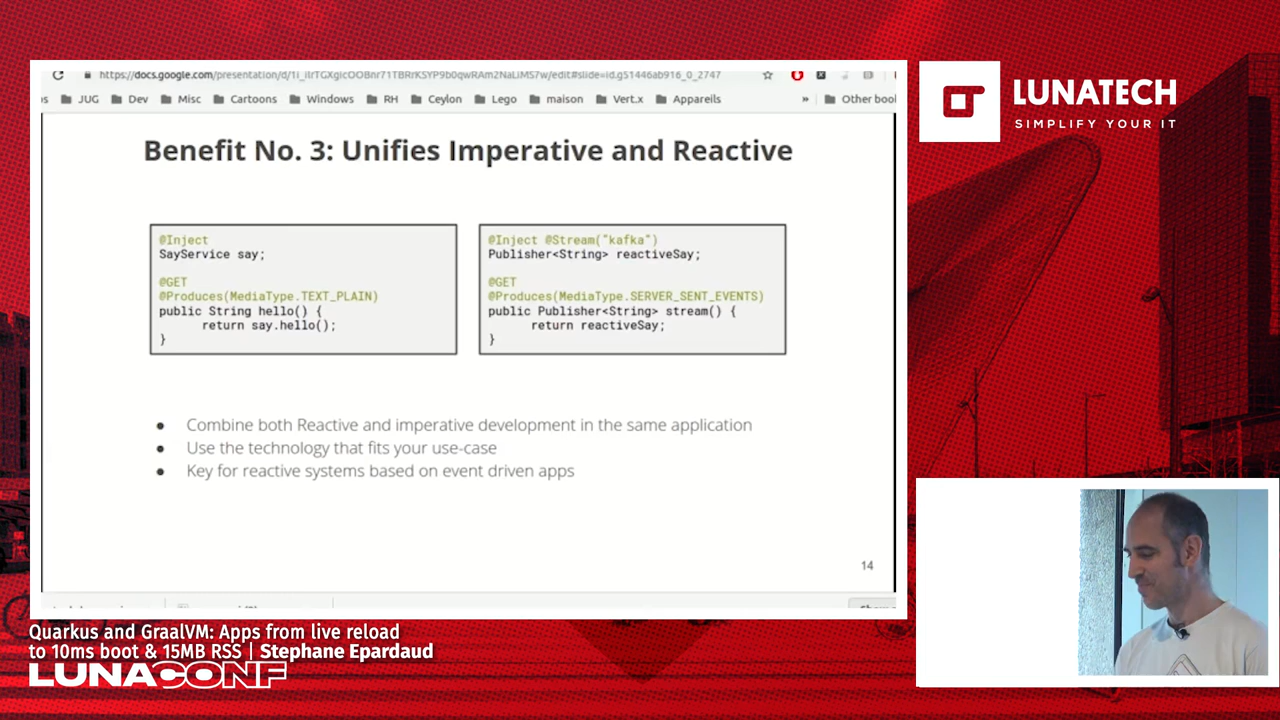 https://docs.google.com/presentation/d/1i_ilrTGXgicOOBnr71TBRrKSYP9b0qwRAm2NaLiMS7w/edit#slide=id.g51446ab916_0_2747
JUG Dev Misc Cartoons Windows RH Ceylon Lego maison Vert.x Appareils » Other bool
Benefit No. 3: Unifies Imperative and Reactive
@Inject
SayService say;
@GET
@Produces(MediaType.TEXT_PLAIN)
public String hello() {
return say.hello();
}
@Inject @Stream("kafka")
Publisher<String> reactiveSay;
@GET
@Produces(MediaType.SERVER_SENT_EVENTS)
public Publisher<String> stream() {
return reactiveSay;
}
● Combine both Reactive and imperative development in the same application
● Use the technology that fits your use-case
● Key for reactive systems based on event driven apps
14
LUNATECH
SIMPLIFY YOUR IT
Quarkus and GraalVM: Apps from live reload
to 10ms boot & 15MB RSS | Stephane Epardaud
LUNACONF